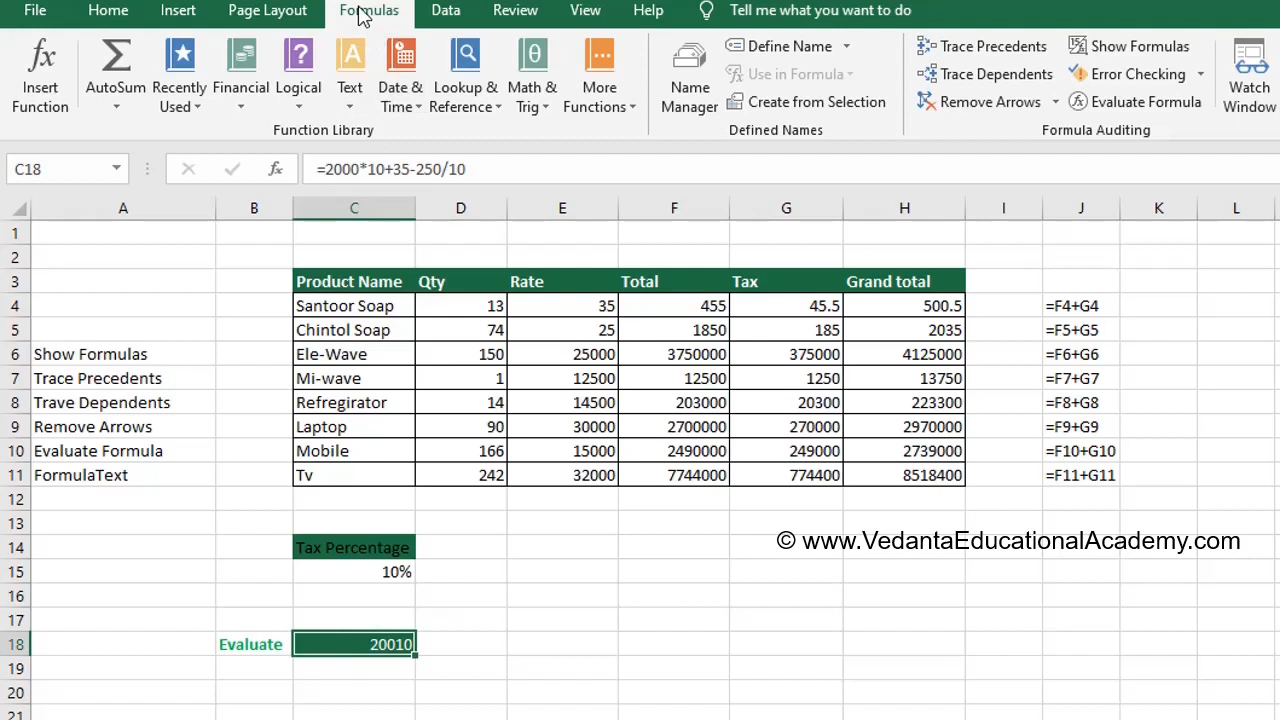 File Home Insert Page Layout Formulas Data Review View Help Tell me what you want to do
fx AutoSum Recently Used Financial Logical A Text Date & Time Lookup & Reference θ Math & Trig More Functions
Insert Function
Function Library
Name Manager
Define Name
Use in Formula
Create from Selection
Defined Names
Trace Precedents Show Formulas
Trace Dependents Error Checking
Remove Arrows Evaluate Formula
Formula Auditing
Watch Window
C18 fx =2000*10+35-250/10
A B C D E F G H I J K L
1
2
3 Product Name Qty Rate Total Tax Grand total
4 Santoor Soap 13 35 455 45.5 500.5 =F4+G4
5 Chintol Soap 74 25 1850 185 2035 =F5+G5
6 Show Formulas Ele-Wave 150 25000 3750000 375000 4125000 =F6+G6
7 Trace Precedents Mi-wave 1 12500 12500 1250 13750 =F7+G7
8 Trave Dependents Refregirator 14 14500 203000 20300 223300 =F8+G8
9 Remove Arrows Laptop 90 30000 2700000 270000 2970000 =F9+G9
10 Evaluate Formula Mobile 166 15000 2490000 249000 2739000 =F10+G10
11 FormulaText Tv 242 32000 7744000 774400 8518400 =F11+G11
12
13
14 Tax Percentage © www.VedantaEducationalAcademy.com
15 10%
16
17
18 Evaluate 20010
19
20
21